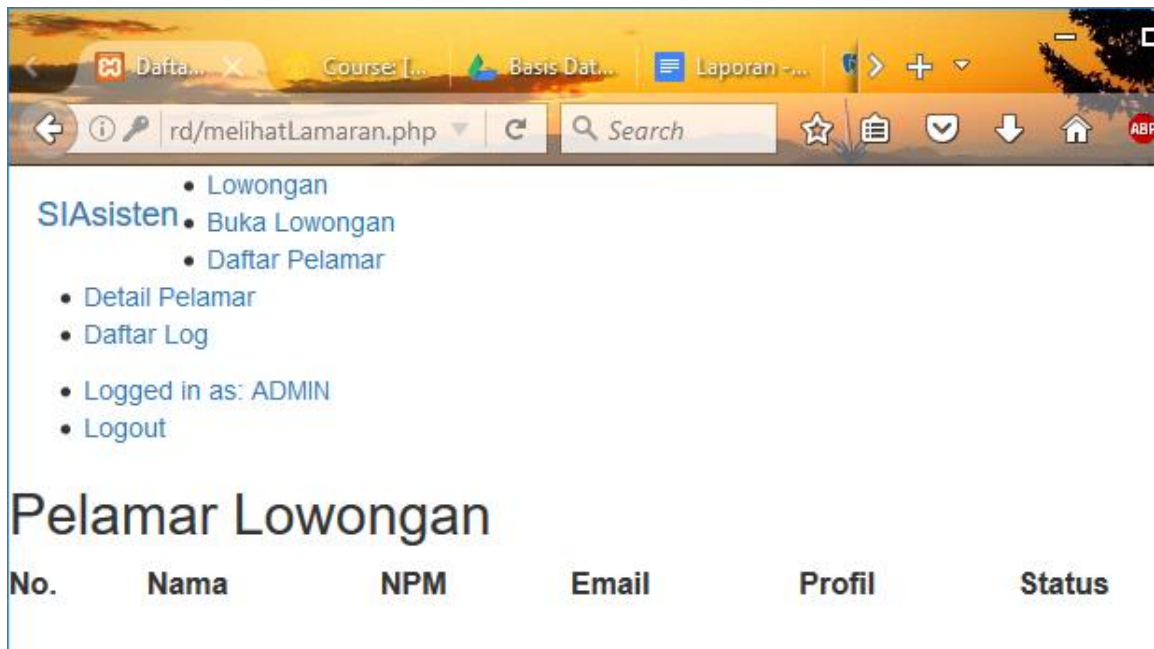 Dafta...
Course: [...
Basis Dat...
Laporan -...
rd/melihatLamaran.php
Search
ABP
SIAsisten
Lowongan
Buka Lowongan
Daftar Pelamar
Detail Pelamar
Daftar Log
Logged in as: ADMIN
Logout
Pelamar Lowongan
No. Nama NPM Email Profil Status